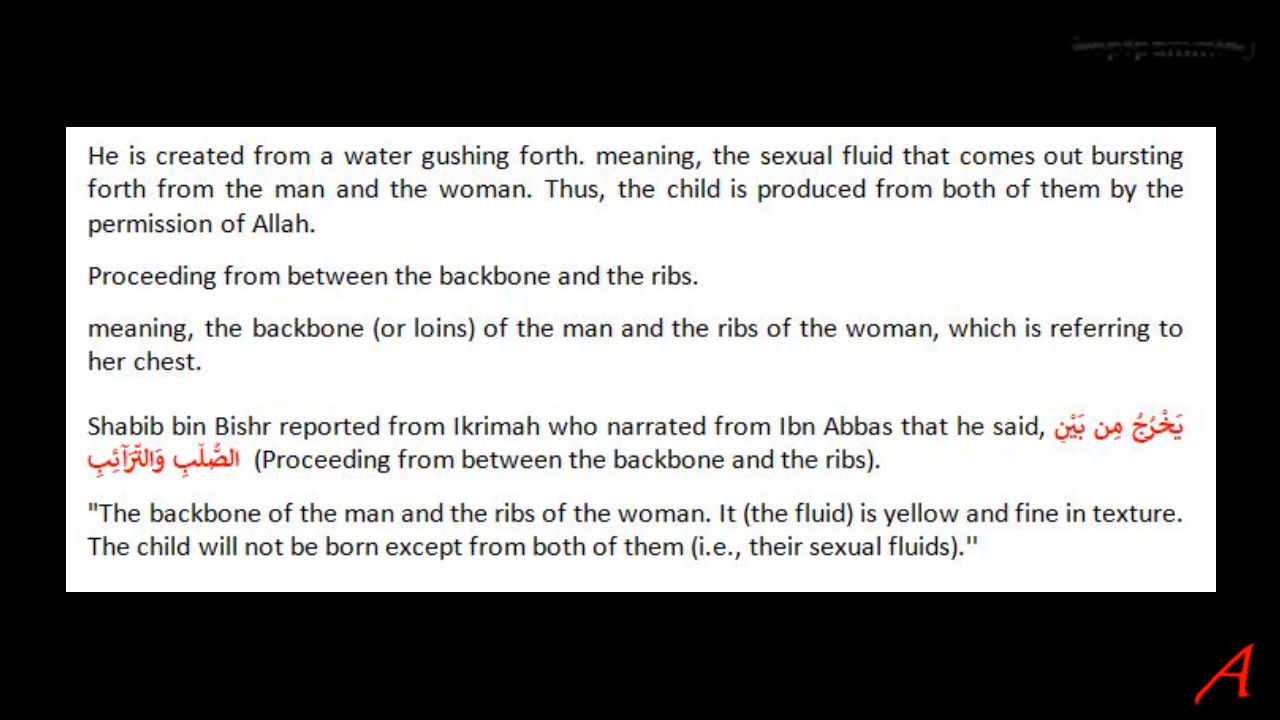 He is created from a water gushing forth. meaning, the sexual fluid that comes out bursting
forth from the man and the woman. Thus, the child is produced from both of them by the
permission of Allah.
Proceeding from between the backbone and the ribs.
meaning, the backbone (or loins) of the man and the ribs of the woman, which is referring to
her chest.
Shabib bin Bishr reported from Ikrimah who narrated from Ibn Abbas that he said, يَخْرُجُ مِن بَيْنِ
الصُّلْبِ وَالتَّرَآئِبِ (Proceeding from between the backbone and the ribs).
"The backbone of the man and the ribs of the woman. It (the fluid) is yellow and fine in texture.
The child will not be born except from both of them (i.e., their sexual fluids)."
A